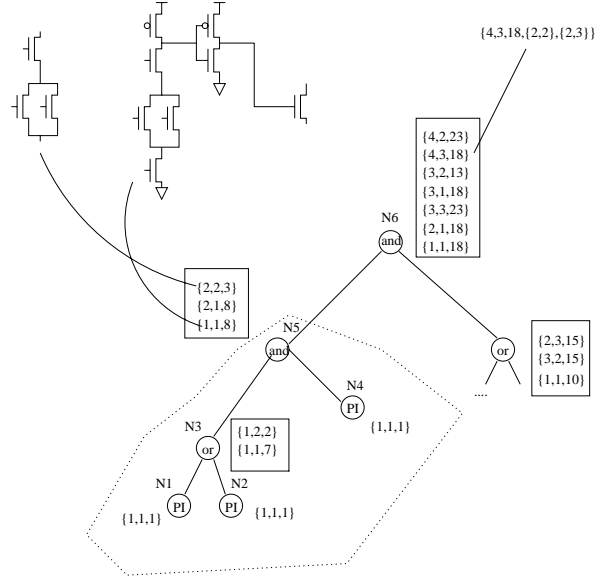 {4,3,18,{2,2},{2,3}}
{4,2,23}
{4,3,18}
{3,2,13}
{3,1,18}
{3,3,23}
{2,1,18}
{1,1,18}
N6
and
{2,2,3}
{2,1,8}
{1,1,8}
N5
and
or
{2,3,15}
{3,2,15}
{1,1,10}
....
N4
PI
{1,1,1}
N3
or
{1,2,2}
{1,1,7}
N1
N2
PI
PI
{1,1,1}
{1,1,1}